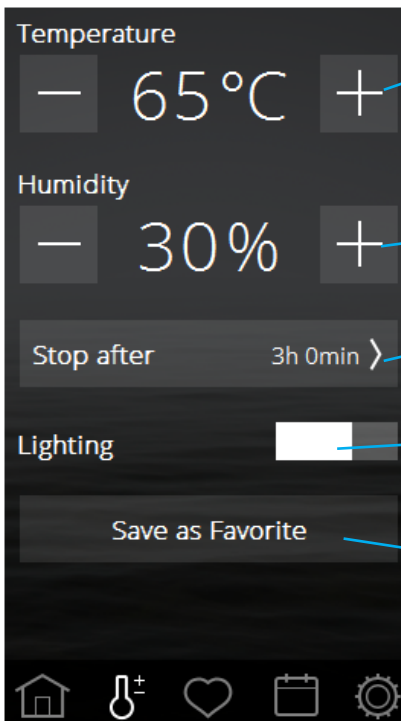 Temperature
— 65°C +
Humidity
— 30% +
Stop after 3h 0min 〉
Lighting
Save as Favorite